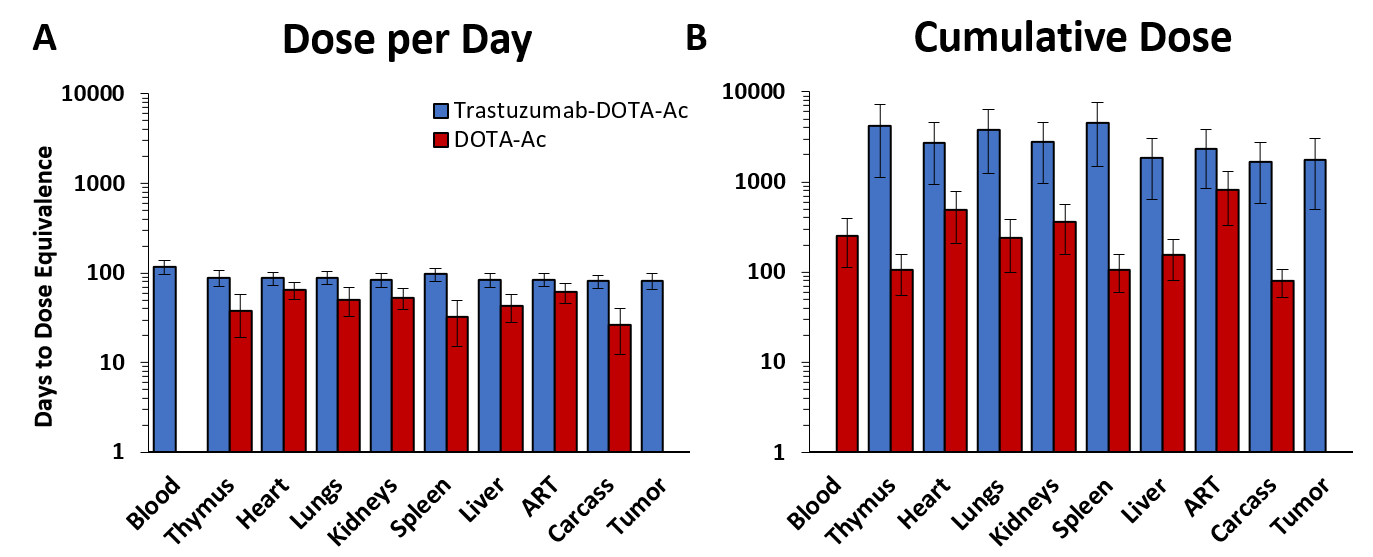 A
Dose per Day
Days to Dose Equivalence
10000
1000
100
10
1
Trastuzumab-DOTA-Ac
DOTA-Ac
Blood
Thymus
Heart
Lungs
Kidneys
Spleen
Liver
ART
Carcass
Tumor
B
Cumulative Dose
10000
1000
100
10
1
Blood
Thymus
Heart
Lungs
Kidneys
Spleen
Liver
ART
Carcass
Tumor